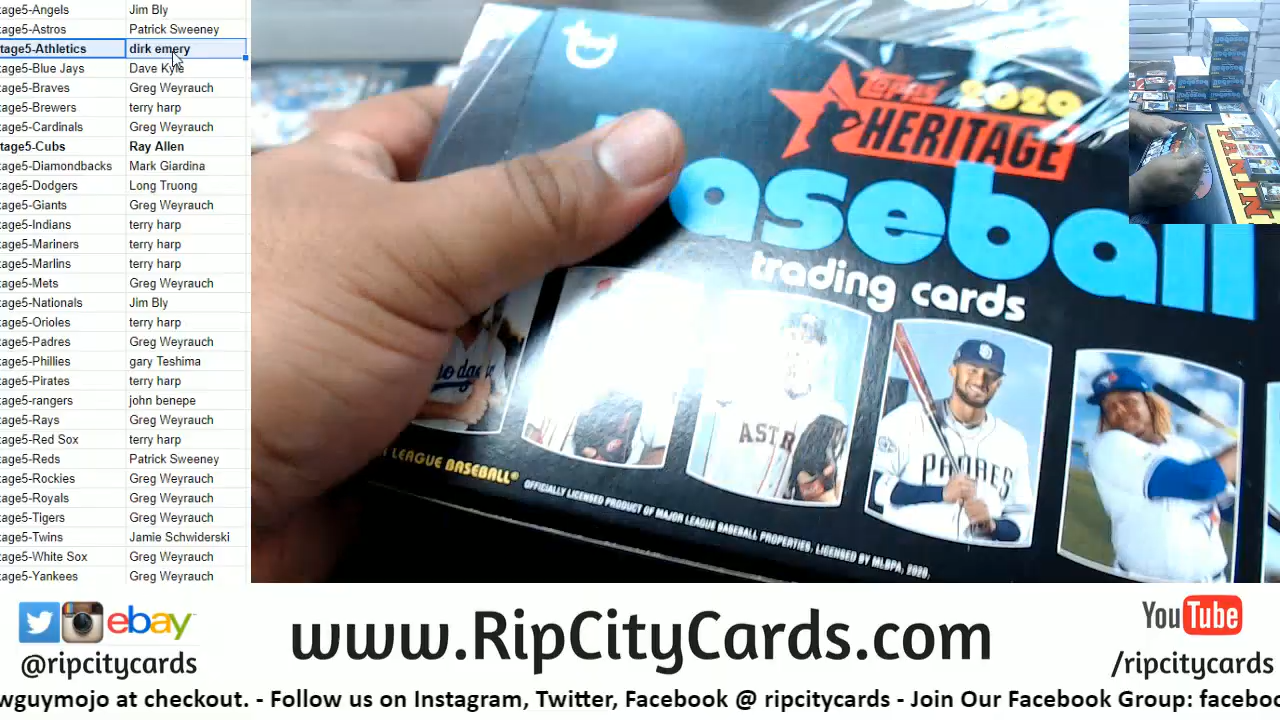 tage5-Angels Jim Bly
tage5-Astros Patrick Sweeney
tage5-Athletics dirk emery
tage5-Blue Jays Dave Kyle
tage5-Braves Greg Weyrauch
tage5-Brewers terry harp
tage5-Cardinals Greg Weyrauch
tage5-Cubs Ray Allen
tage5-Diamondbacks Mark Giardina
tage5-Dodgers Long Truong
tage5-Giants Greg Weyrauch
tage5-Indians terry harp
tage5-Mariners terry harp
tage5-Marlins terry harp
tage5-Mets Greg Weyrauch
tage5-Nationals Jim Bly
tage5-Orioles terry harp
tage5-Padres Greg Weyrauch
tage5-Phillies gary Teshima
tage5-Pirates terry harp
tage5-rangers john benepe
tage5-Rays Greg Weyrauch
tage5-Red Sox terry harp
tage5-Reds Patrick Sweeney
tage5-Rockies Greg Weyrauch
tage5-Royals Greg Weyrauch
tage5-Tigers Greg Weyrauch
tage5-Twins Jamie Schwiderski
tage5-White Sox Greg Weyrauch
tage5-Yankees Greg Weyrauch
TOPPS 2020
HERITAGE
aseball
trading cards
ASTR
PADRES
LEAGUE BASEBALL®
OFFICIALLY LICENSED PRODUCT OF MAJOR LEAGUE BASEBALL PROPERTIES, LICENSED BY MLBPA, 2020.
PANINI
ebay
@ripcitycards
www.RipCityCards.com
YouTube
/ripcitycards
wguymojo at checkout. - Follow us on Instagram, Twitter, Facebook @ ripcitycards - Join Our Facebook Group: facebo